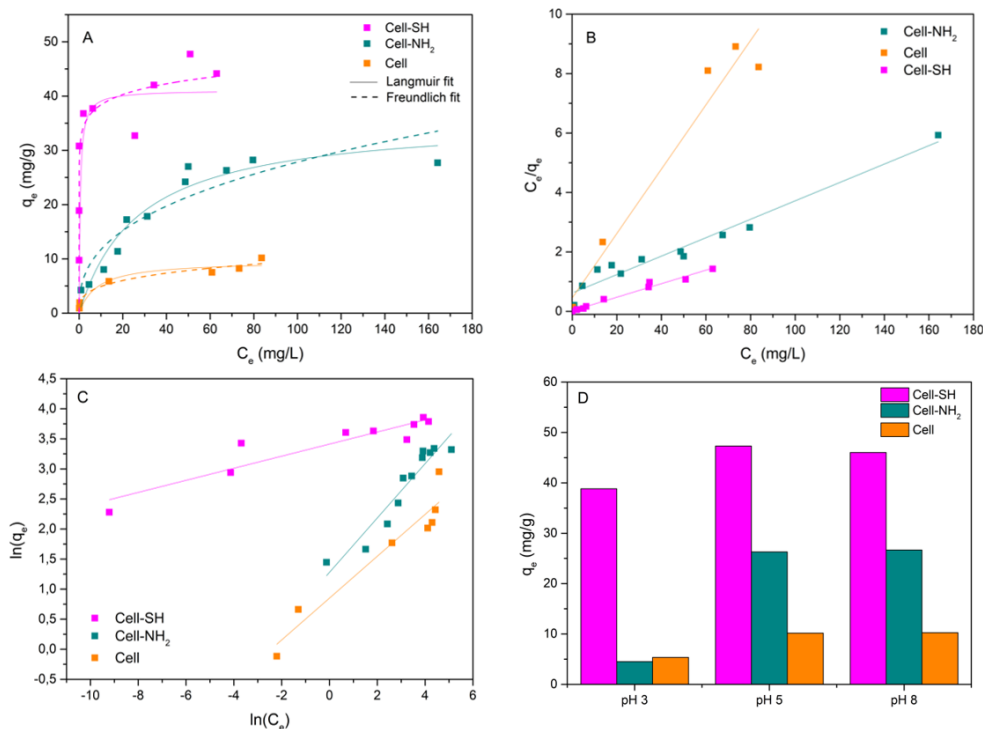 A
Cell-SH
Cell-NH₂
Cell
Langmuir fit
Freundlich fit
50
40
30
20
10
0
qₑ (mg/g)
0 20 40 60 80 100 120 140 160 180
Cₑ (mg/L)
B
Cell-NH₂
Cell
Cell-SH
10
8
6
4
2
0
Cₑ/qₑ
0 20 40 60 80 100 120 140 160 180
Cₑ (mg/L)
C
4,5
4,0
3,5
3,0
2,5
2,0
1,5
1,0
0,5
0,0
-0,5
ln(qₑ)
Cell-SH
Cell-NH₂
Cell
-10 -8 -6 -4 -2 0 2 4 6
ln(Cₑ)
D
Cell-SH
Cell-NH₂
Cell
60
50
40
30
20
10
0
qₑ (mg/g)
pH 3 pH 5 pH 8